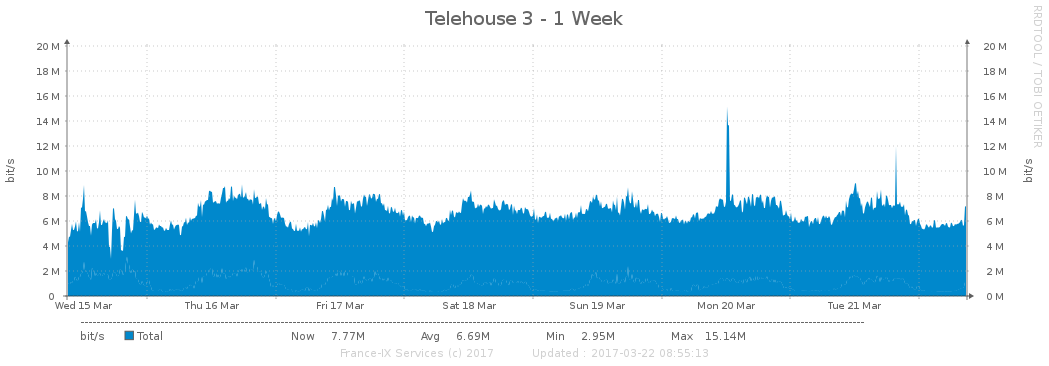 Telehouse 3 - 1 Week
RRDTOOL / TOBI OETIKER
bit/s
20 M 20 M
18 M 18 M
16 M 16 M
14 M 14 M
12 M 12 M
10 M 10 M
8 M 8 M
6 M 6 M
4 M 4 M
2 M 2 M
0 0 M
bit/s
Wed 15 Mar Thu 16 Mar Fri 17 Mar Sat 18 Mar Sun 19 Mar Mon 20 Mar Tue 21 Mar
bit/s Total Now 7.77M Avg 6.69M Min 2.95M Max 15.14M
France-IX Services (c) 2017 Updated : 2017-03-22 08:55:13